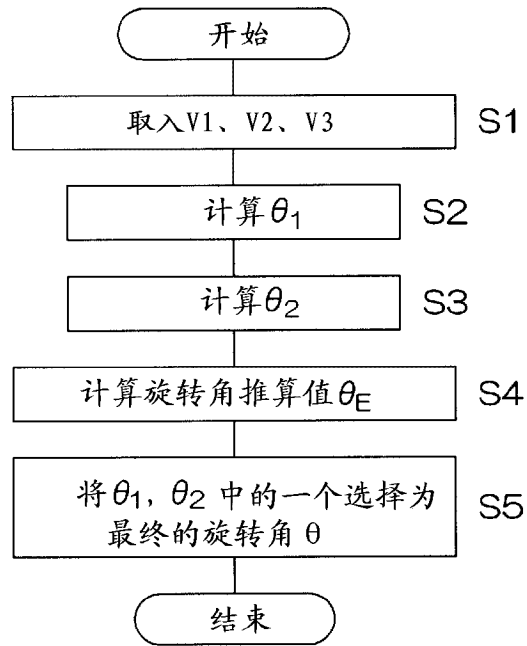 开始
取入V1、V2、V3 S1
计算θ1 S2
计算θ2 S3
计算旋转角推算值θE S4
将θ1, θ2 中的一个选择为
最终的旋转角 θ
S5
结束